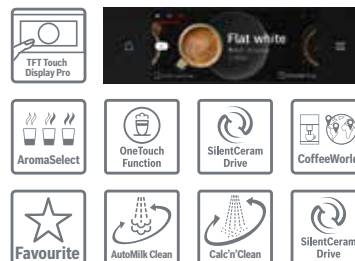 TFT Touch
Display Pro
Flat white
AromaSelect
OneTouch
Function
SilentCeram
Drive
CoffeeWorld
Favourite
AutoMilk Clean
Calc'n'Clean
SilentCeram
Drive